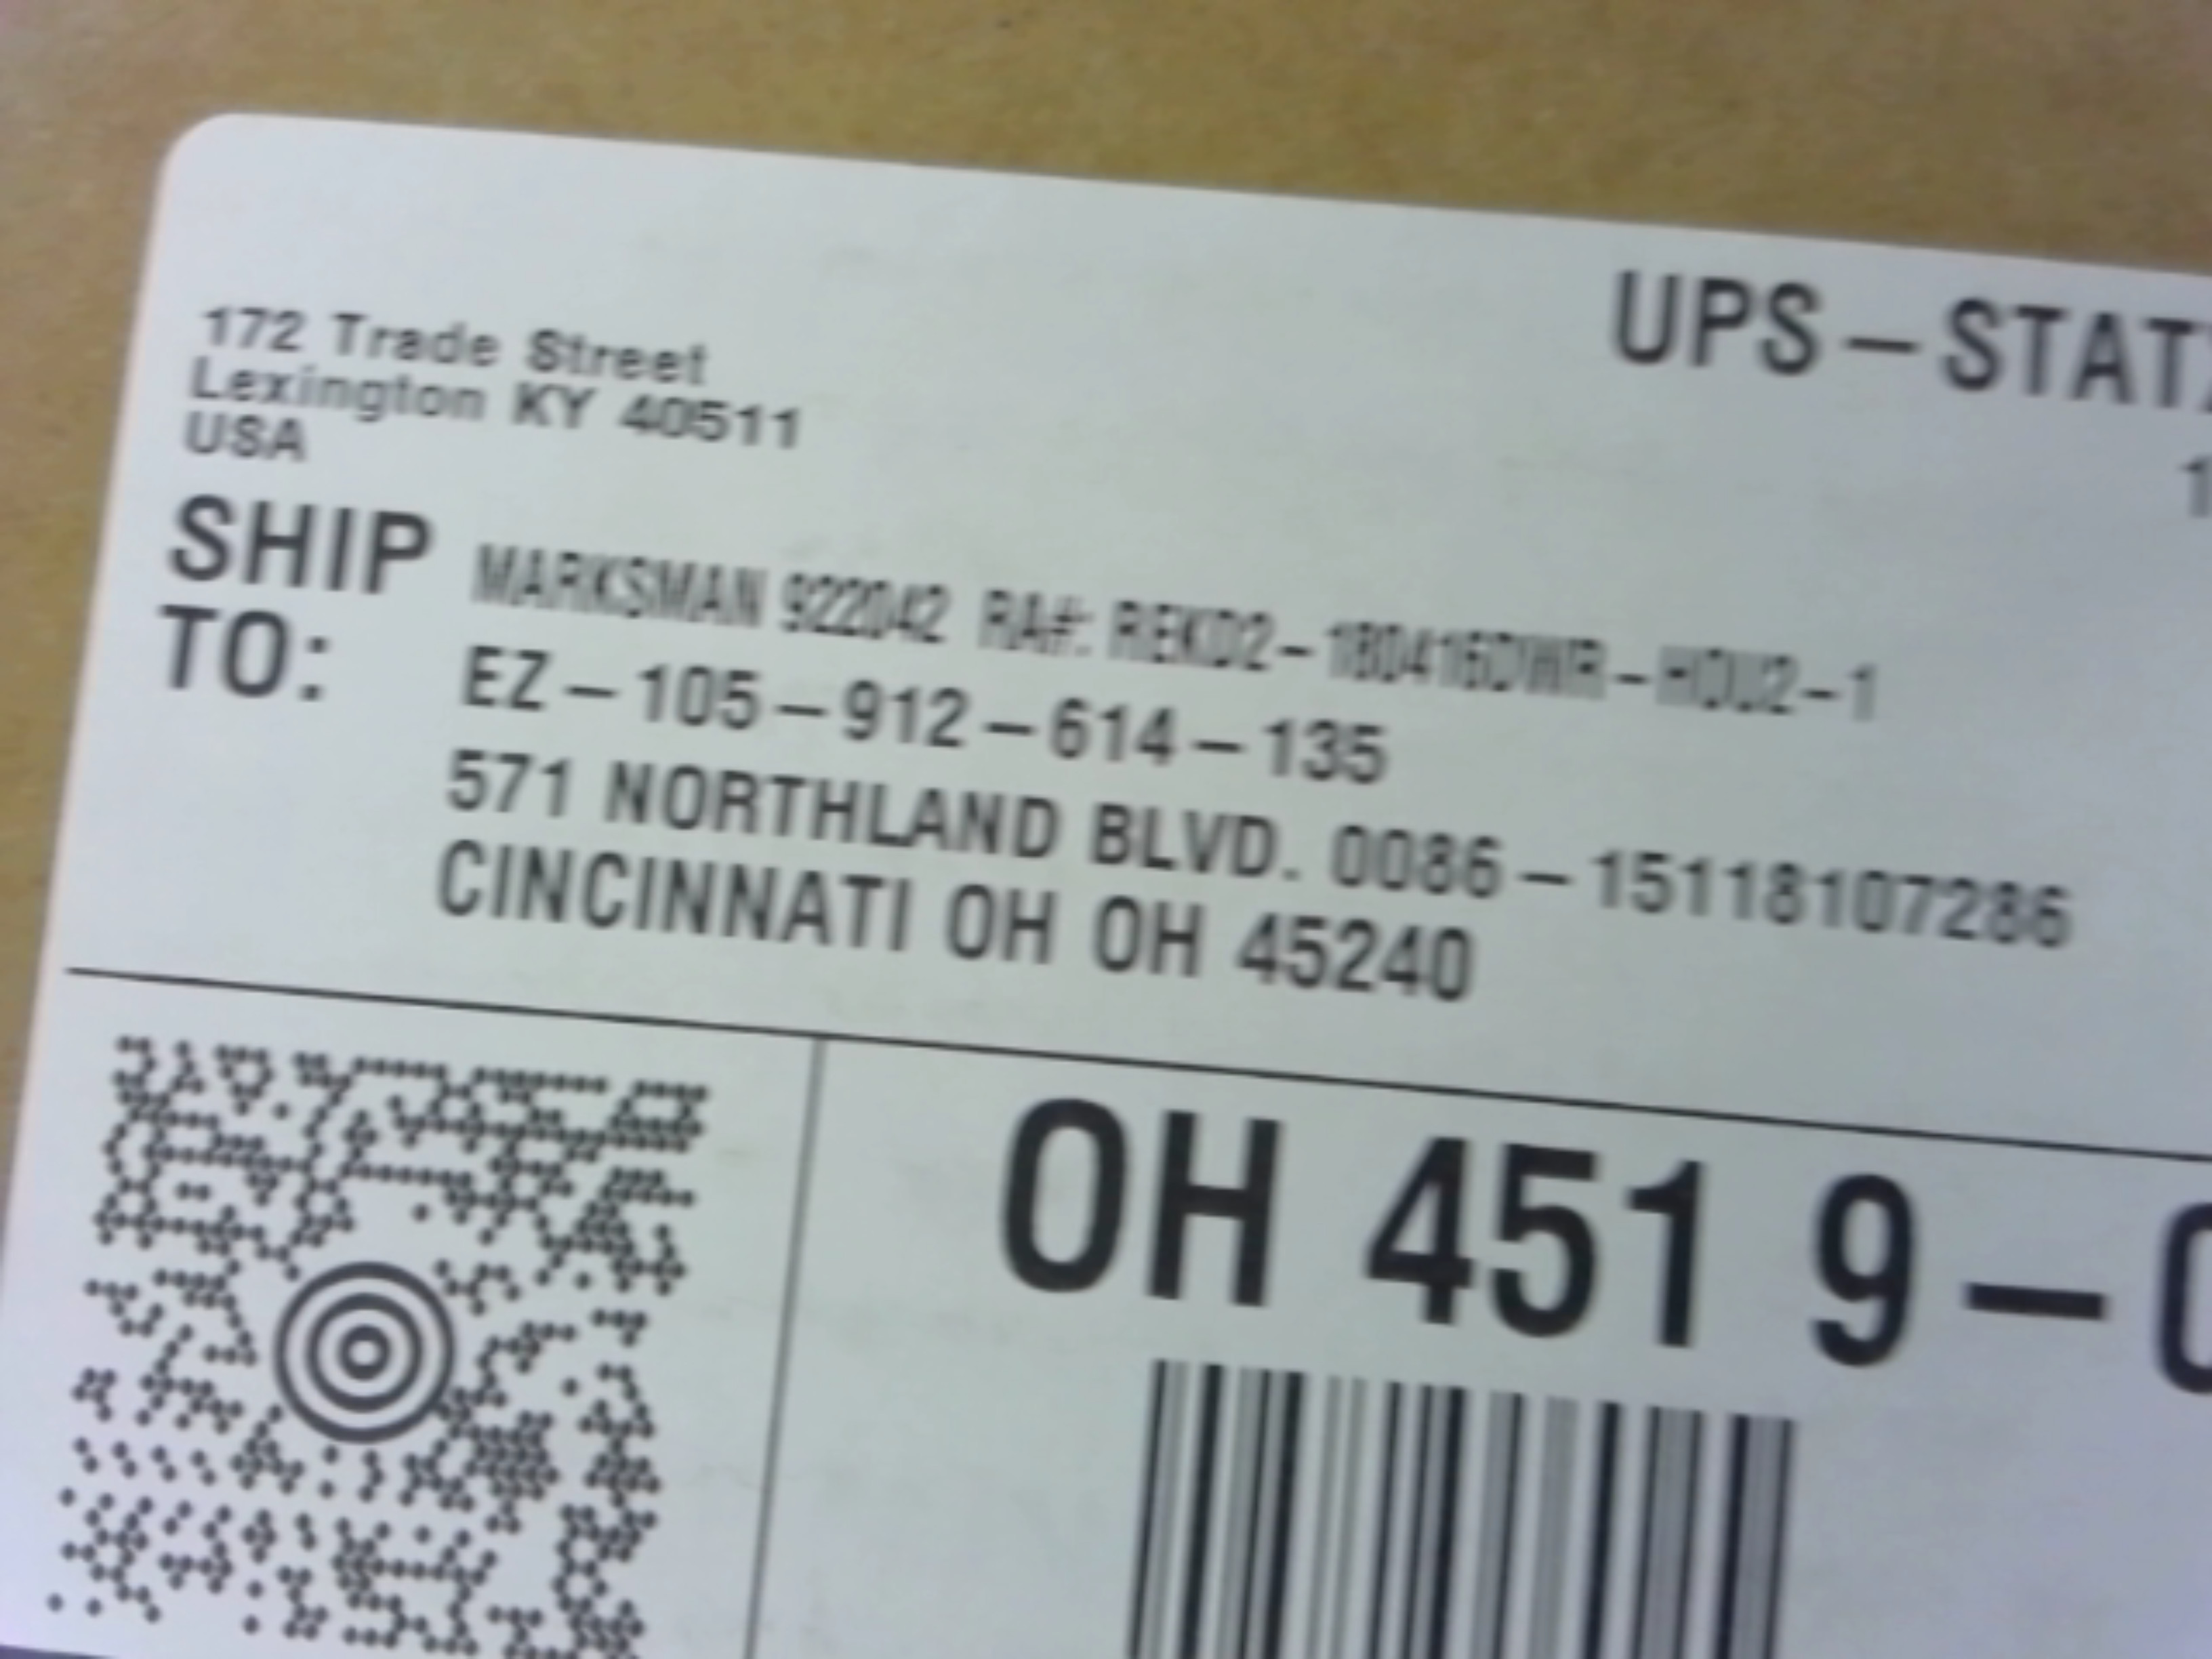 172 Trade Street
Lexington KY 40511
USA
UPS-STAT
SHIP TO:
MARKSMAN 922042 RA#: REKD2-180416DWR-HOU2-1
EZ-105-912-614-135
571 NORTHLAND BLVD. 0086-15118107286
CINCINNATI OH OH 45240
OH 451 9-